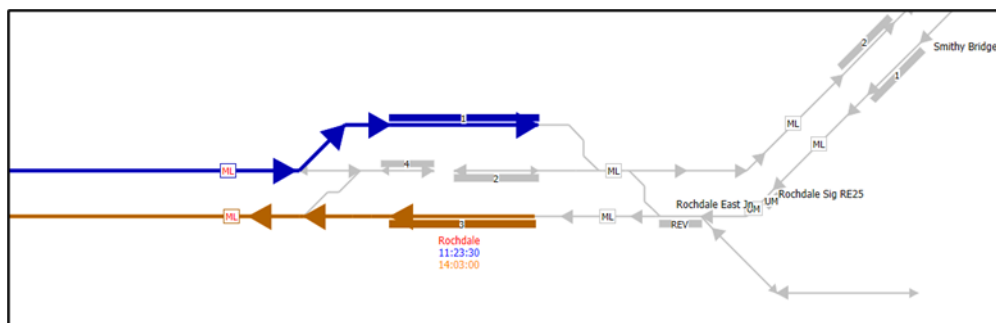 2
Smithy Bridge
1
ML
1
ML
ML
4
ML
2
Rochdale Sig RE25
UM
Rochdale East Jn
UM
ML
3
ML
REV
Rochdale
11:23:30
14:03:00